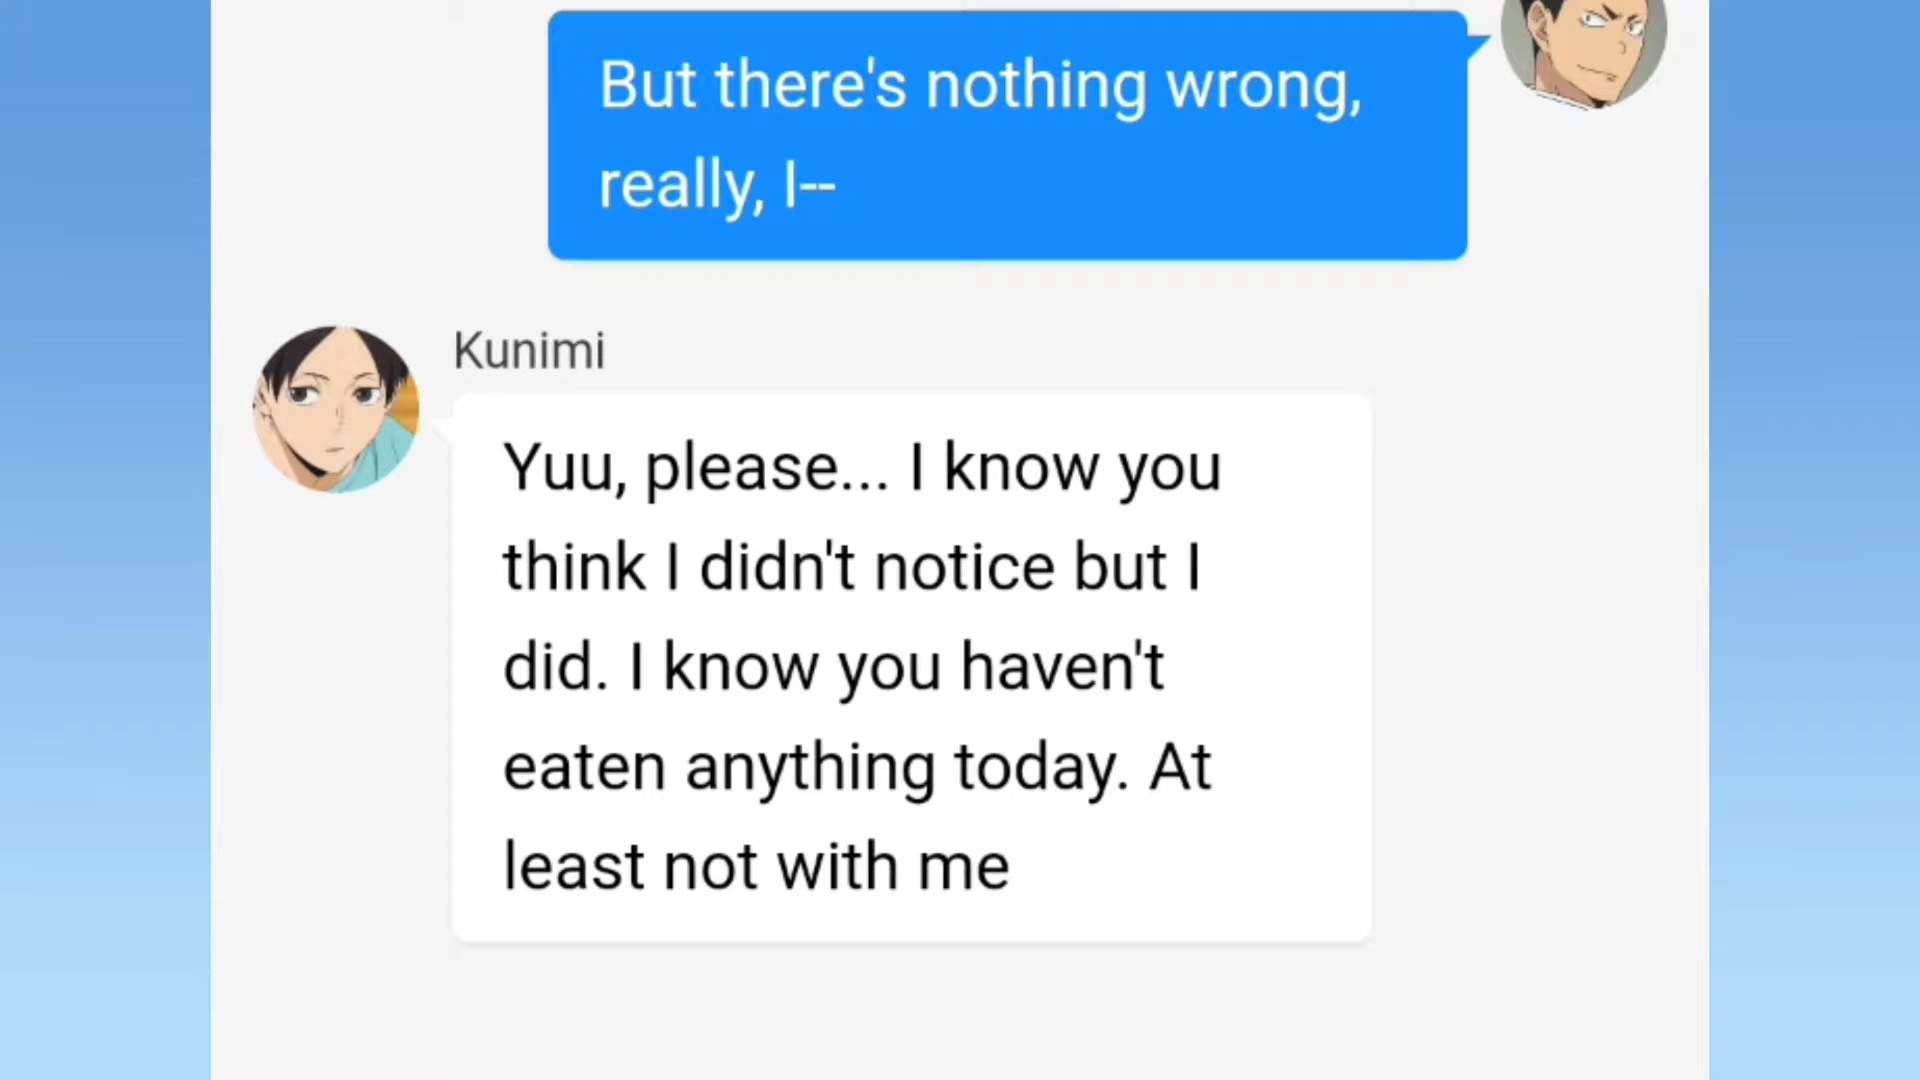 But there's nothing wrong,
really, I--
Kunimi
Yuu, please... I know you
think I didn't notice but I
did. I know you haven't
eaten anything today. At
least not with me